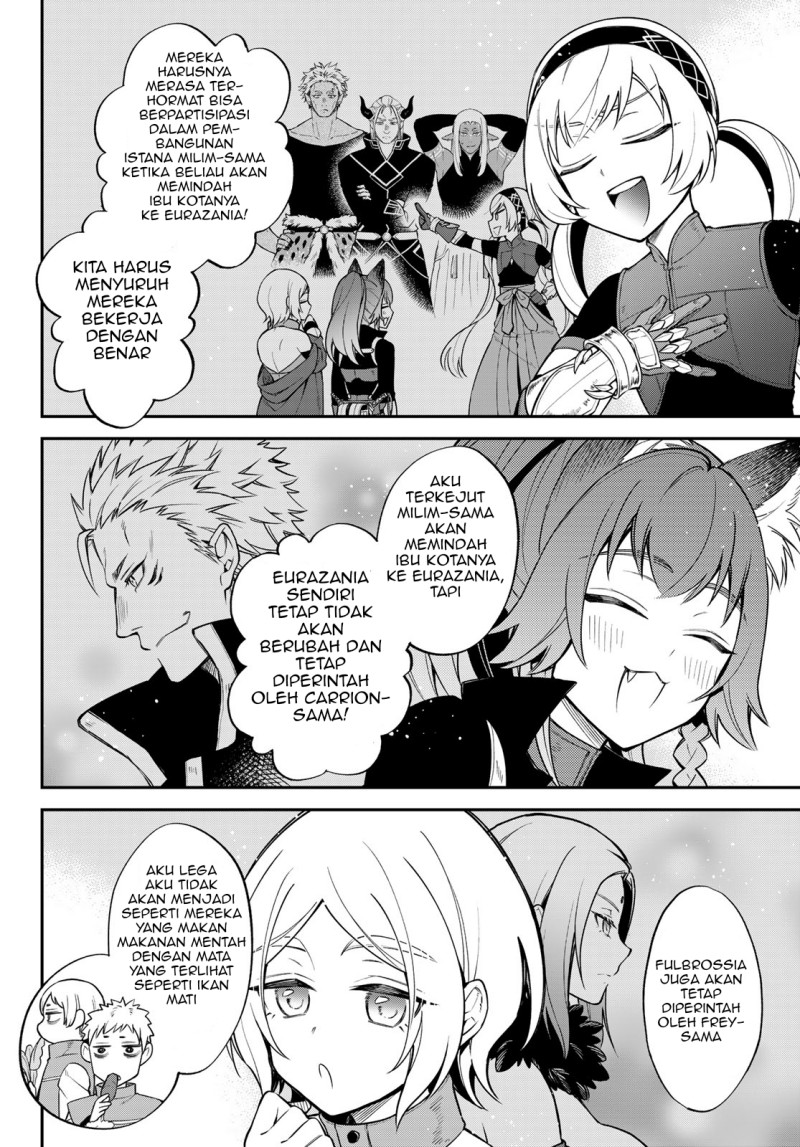 MEREKA
HARUSNYA
MERASA TER-
HORMAT BISA
BERPARTISIPASI
DALAM PEM-
BANGUNAN
ISTANA MILIM-SAMA
KETIKA BELIAU AKAN
MEMINDAH
IBU KOTANYA
KE EURAZANIA!
KITA HARUS
MENYURUH
MEREKA
BEKERJA
DENGAN
BENAR
AKU
TERKEJUT
MILIM-SAMA
AKAN
MEMINDAH
IBU KOTANYA
KE EURAZANIA,
TAPI
EURAZANIA
SENDIRI
TETAP TIDAK
AKAN
BERUBAH DAN
TETAP
DIPERINTAH
OLEH CARRION-
SAMA!
FULBROSSIA
JUGA AKAN
TETAP
DIPERINTAH
OLEH FREY-
SAMA
AKU LEGA
AKU TIDAK
AKAN MENJADI
SEPERTI MEREKA
YANG MAKAN
MAKANAN MENTAH
DENGAN MATA
YANG TERLIHAT
SEPERTI IKAN
MATI